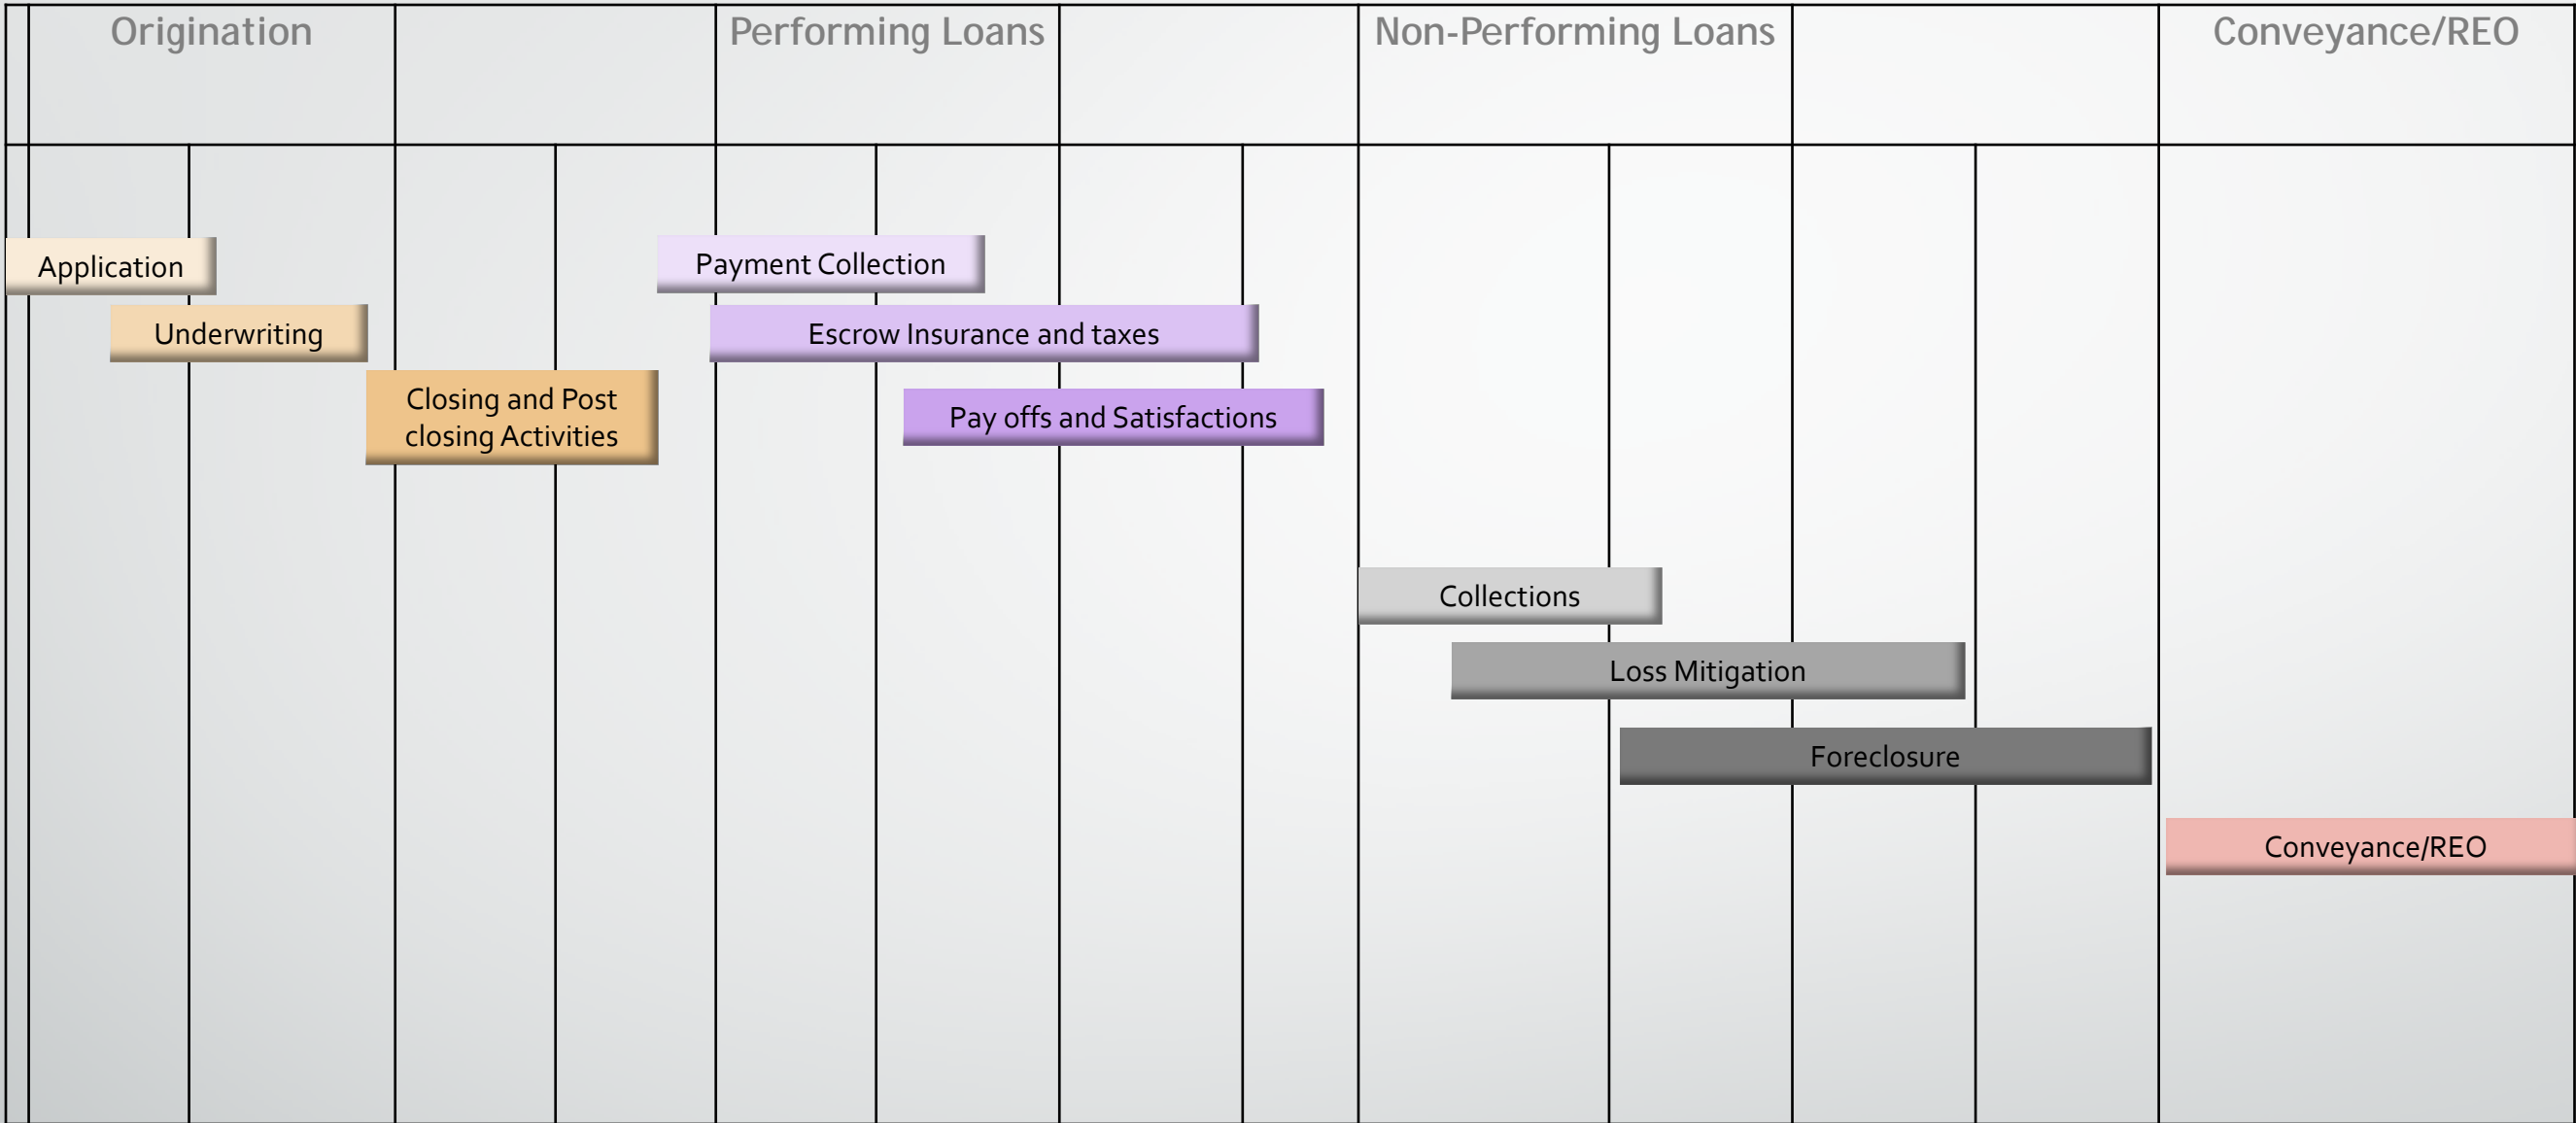 Origination
Performing Loans
Non-Performing Loans
Conveyance/REO
Application
Payment Collection
Underwriting
Escrow Insurance and taxes
Closing and Post
closing Activities
Pay offs and Satisfactions
Collections
Loss Mitigation
Foreclosure
Conveyance/REO